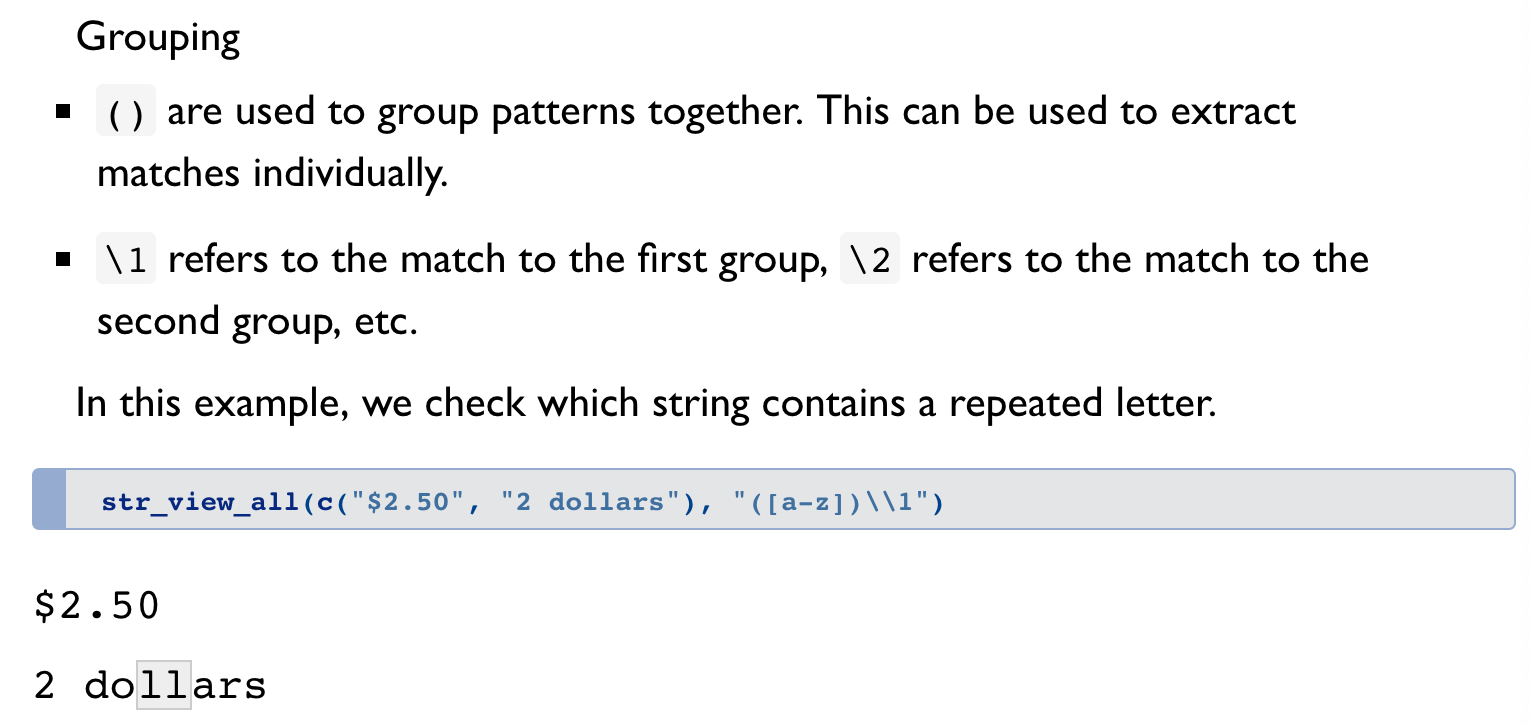 Grouping
() are used to group patterns together. This can be used to extract
matches individually.
\1 refers to the match to the first group, \2 refers to the match to the
second group, etc.
In this example, we check which string contains a repeated letter.
str_view_all(c("$2.50", "2 dollars"), "([a-z])\\1")
$2.50
2 dollars